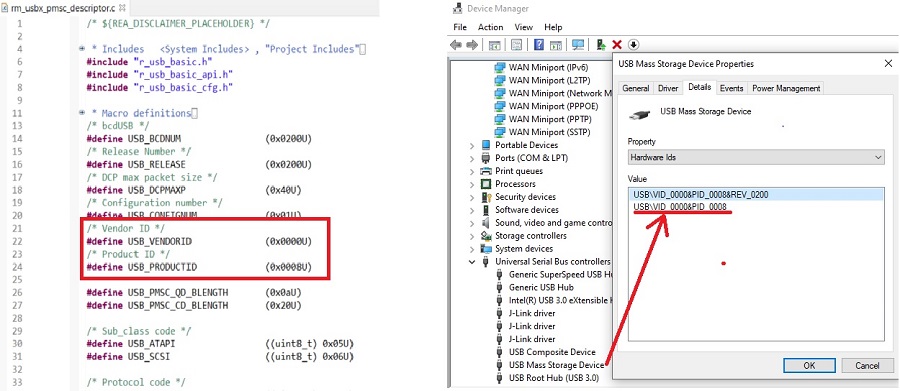 rm_usbx_pmsc_descriptor.c
1 /* ${REA_DISCLAIMER_PLACEHOLDER} */
2
4 * Includes <System Includes> , "Project Includes"
6 #include "r_usb_basic.h"
7 #include "r_usb_basic_api.h"
8 #include "r_usb_basic_cfg.h"
9
11 * Macro definitions
13 /* bcdUSB */
14 #define USB_BCDNUM (0x0200U)
15 /* Release Number */
16 #define USB_RELEASE (0x0200U)
17 /* DCP max packet size */
18 #define USB_DCPMAXP (0x40U)
19 /* Configuration number */
20 #define USB_CONFIGNUM (0x01U)
21 /* Vendor ID */
22 #define USB_VENDORID (0x0000U)
23 /* Product ID */
24 #define USB_PRODUCTID (0x0008U)
26 #define USB_PMSC_QD_BLENGTH (0x0aU)
27 #define USB_PMSC_CD_BLENGTH (0x20U)
28
29 /* Sub_class code */
30 #define USB_ATAPI ((uint8_t) 0x05U)
31 #define USB_SCSI ((uint8_t) 0x06U)
32
33 /* Protocol code */
Device Manager
File Action View Help
WAN Miniport (IPv6)
WAN Miniport (L2TP)
WAN Miniport (Network M
WAN Miniport (PPPOE)
WAN Miniport (PPTP)
WAN Miniport (SSTP)
Portable Devices
Ports (COM & LPT)
Print queues
Processors
Security devices
Software devices
Sound, video and game contro
Storage controllers
System devices
Universal Serial Bus controllers
Generic SuperSpeed USB Hu
Generic USB Hub
Intel(R) USB 3.0 eXtensible H
J-Link driver
J-Link driver
J-Link driver
USB Composite Device
USB Mass Storage Device
USB Root Hub (USB 3.0)
USB Mass Storage Device Properties
General Driver Details Events Power Management
USB Mass Storage Device
Property
Hardware Ids
Value
USB\VID_0000&PID_0008&REV_0200
USB\VID_0000&PID_0008
OK Cancel